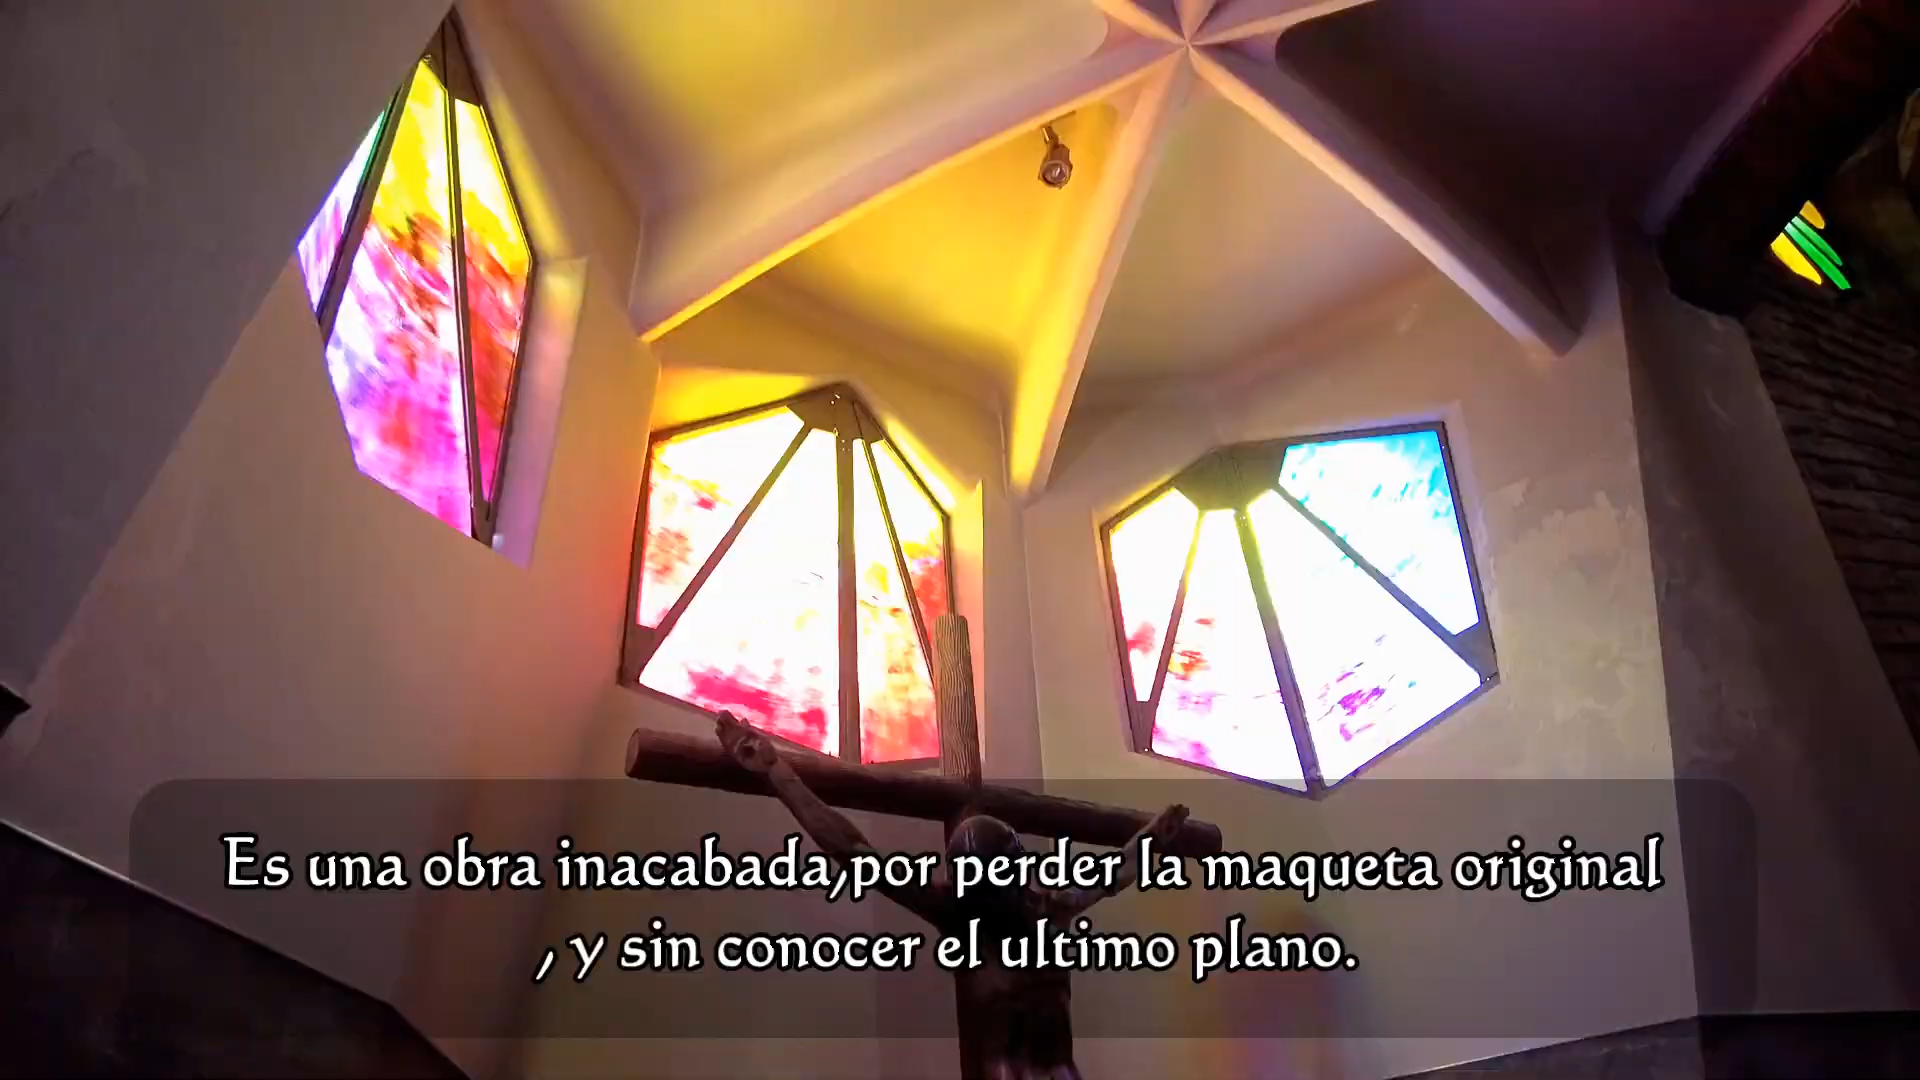 Es una obra inacabada,por perder la maqueta original
, y sin conocer el ultimo plano.